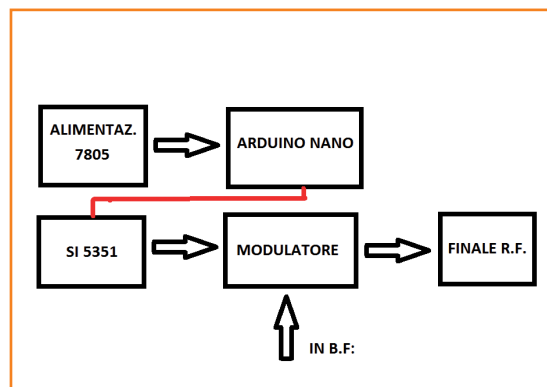 ALIMENTAZ.
7805
ARDUINO NANO
SI 5351
MODULATORE
FINALE R.F.
IN B.F: